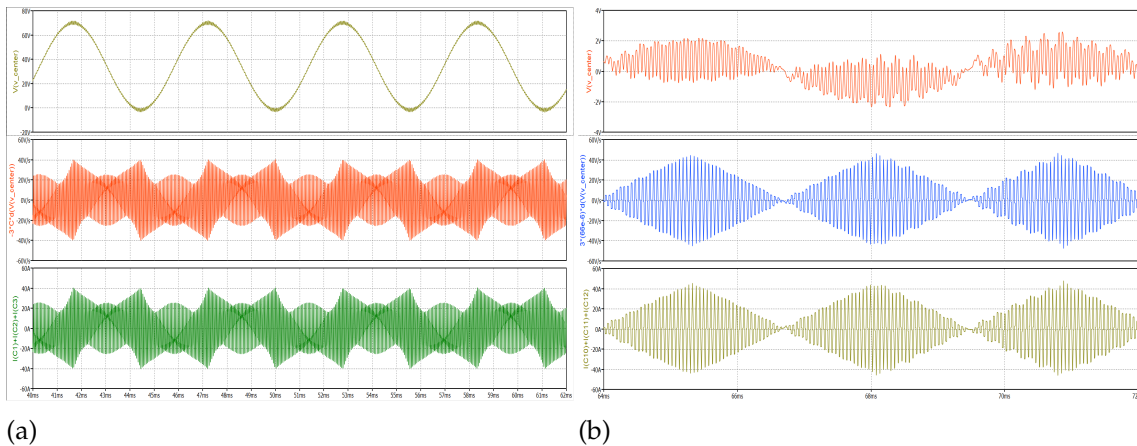 80V
60V
40V
20V
0V
-20V
V(v_center)
60V/s
40V/s
20V/s
0V/s
-20V/s
-40V/s
-60V/s
-3*C*d(V(v_center))
60A
40A
20A
0A
-20A
-40A
-60A
I(C1)+I(C2)+I(C3)
40ms 41ms 42ms 43ms 44ms 45ms 46ms 47ms 48ms 49ms 50ms 51ms 52ms 53ms 54ms 55ms 56ms 57ms 58ms 59ms 60ms 61ms 62ms
(a)
4V
2V
0V
-2V
-4V
V(v_center)
60V/s
40V/s
20V/s
0V/s
-20V/s
-40V/s
-60V/s
3*(66e-6)*d(V(v_center))
60A
40A
20A
0A
-20A
-40A
-60A
I(C10)+I(C11)+I(C12)
64ms 66ms 68ms 70ms
(b)